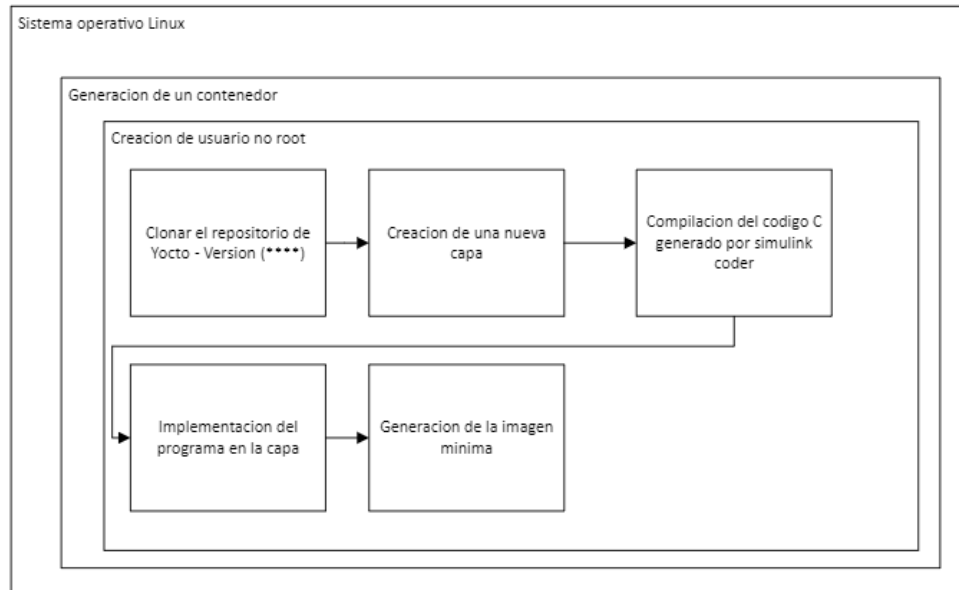 Sistema operativo Linux
Generacion de un contenedor
Creacion de usuario no root
Clonar el repositorio de
Yocto - Version (****)
Creacion de una nueva
capa
Compilacion del codigo C
generado por simulink
coder
Implementacion del
programa en la capa
Generacion de la imagen
minima